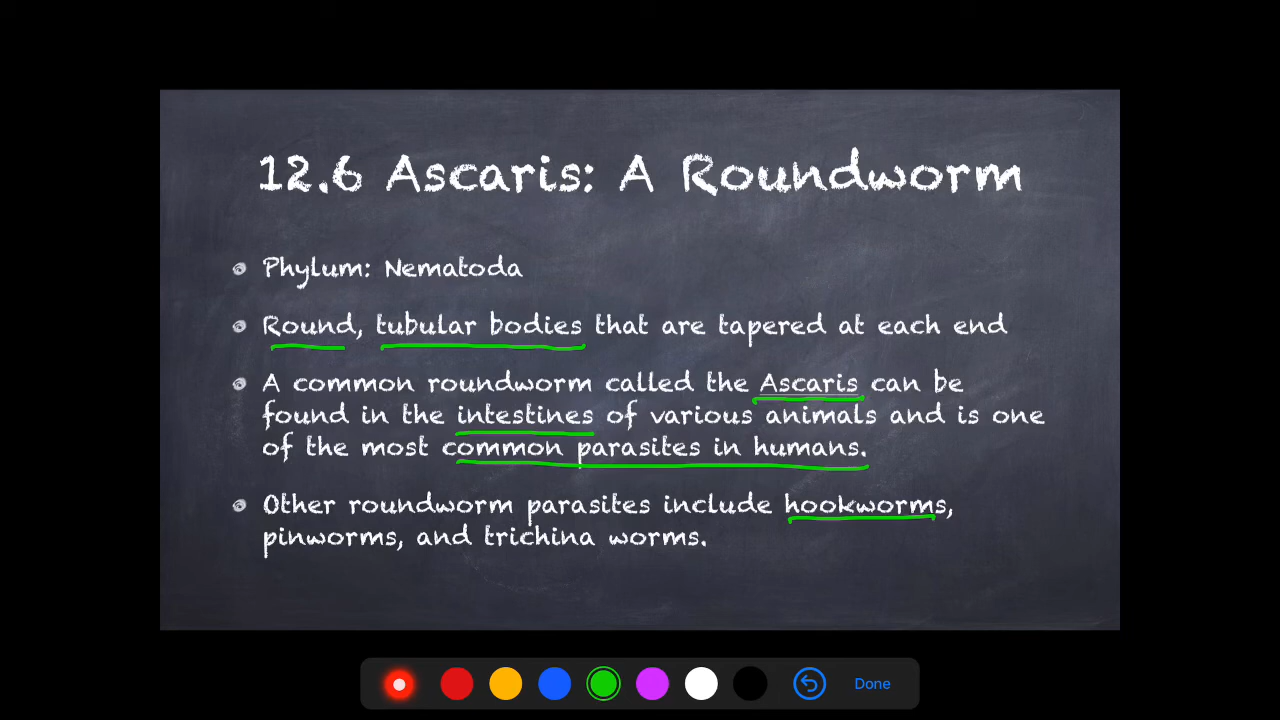 12.6 Ascaris: A Roundworm
Phylum: Nematoda
Round, tubular bodies that are tapered at each end
A common roundworm called the Ascaris can be
found in the intestines of various animals and is one
of the most common parasites in humans.
Other roundworm parasites include hookworms,
pinworms, and trichina worms.
Done